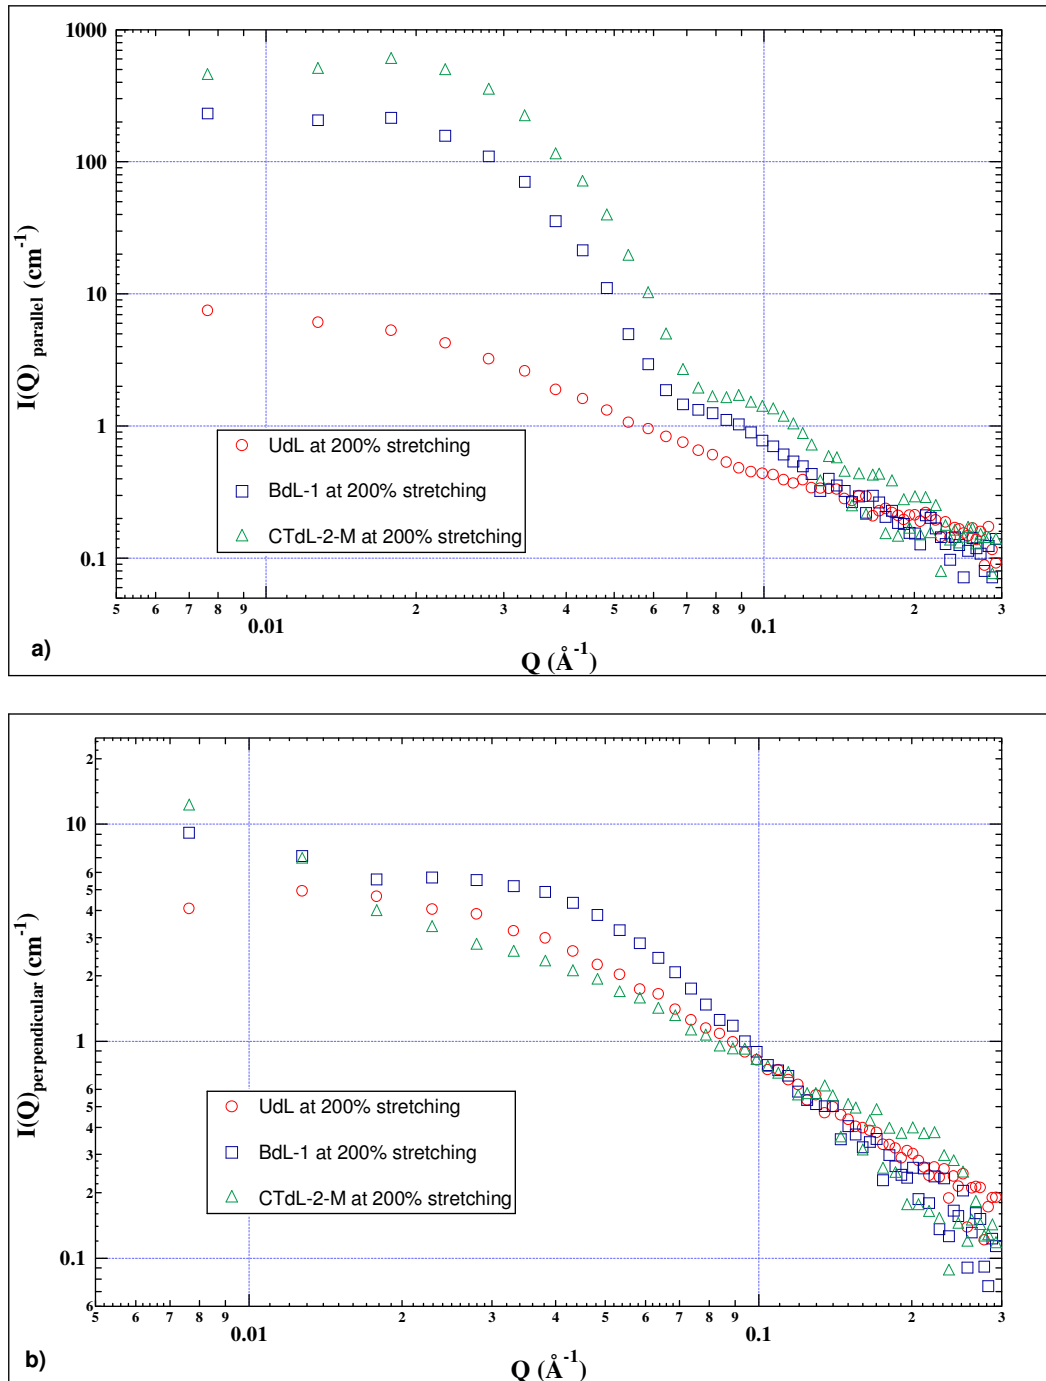 1000
100
10
1
0.1
I(Q) parallel (cm⁻¹)
UdL at 200% stretching
BdL-1 at 200% stretching
CTdL-2-M at 200% stretching
5 6 7 8 9 2 3 4 5 6 7 8 9 2 3
0.01 0.1
Q (Å⁻¹)
a)
2
10
6
5
4
3
2
1
6
5
4
3
2
0.1
6
I(Q)perpendicular (cm⁻¹)
UdL at 200% stretching
BdL-1 at 200% stretching
CTdL-2-M at 200% stretching
5 6 7 8 9 2 3 4 5 6 7 8 9 2 3
0.01 0.1
Q (Å⁻¹)
b)